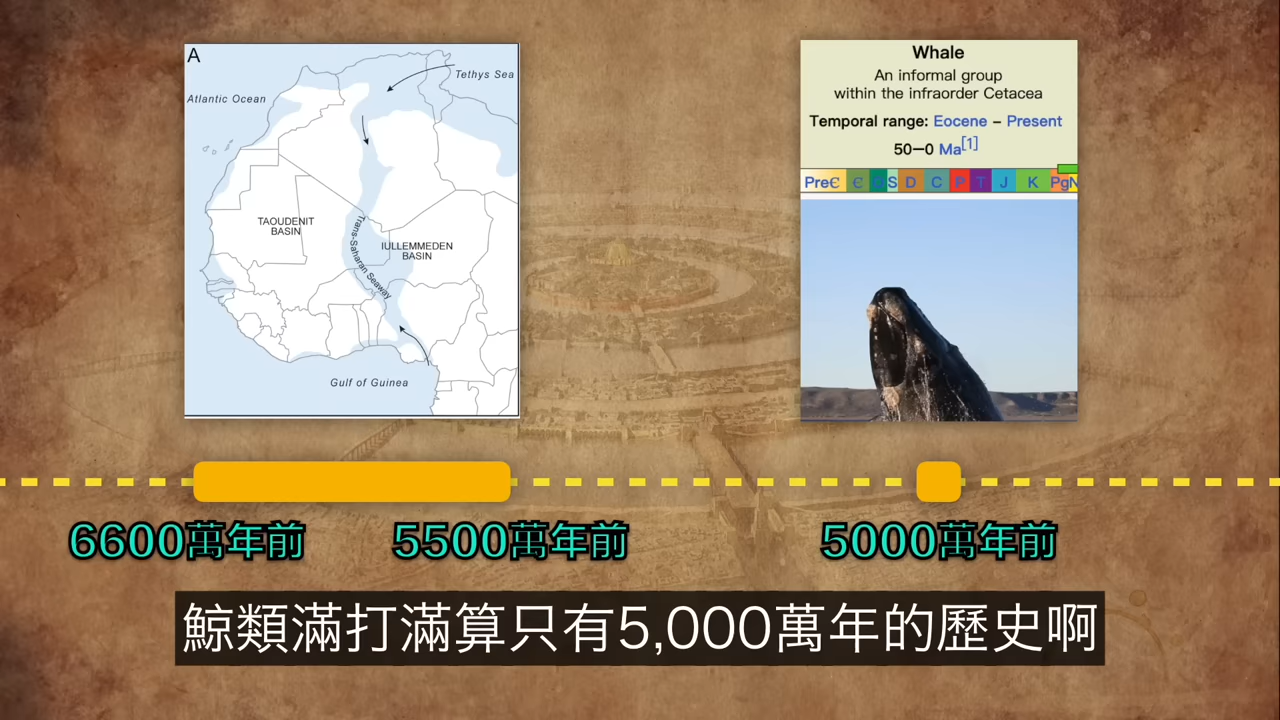 A
Tethys Sea
Atlantic Ocean
TAOUDENIT
BASIN
Trans-Saharan Seaway
IULLEMMEDEN
BASIN
Gulf of Guinea
Whale
An informal group
within the infraorder Cetacea
Temporal range: Eocene – Present
50–0 Ma[1]
PreЄ Є O S D C P T J K PgN
6600萬年前 5500萬年前 5000萬年前
鯨類滿打滿算只有5,000萬年的歷史啊